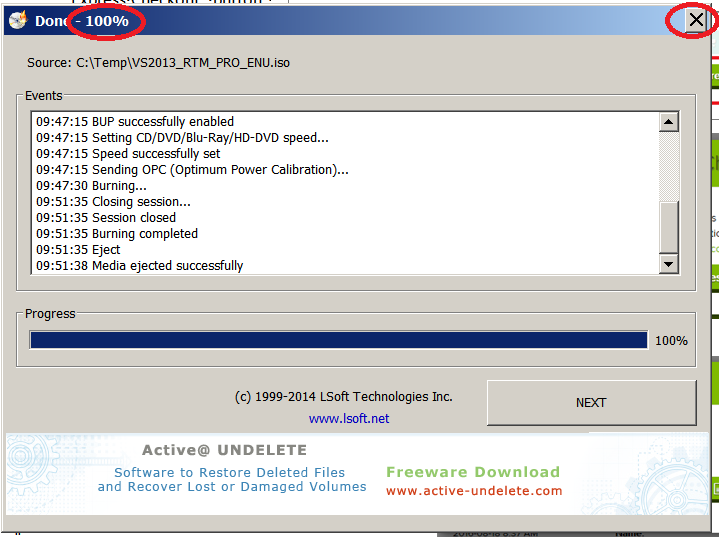 Done - 100%
Source: C:\Temp\VS2013_RTM_PRO_ENU.iso
Events
09:47:15 BUP successfully enabled
09:47:15 Setting CD/DVD/Blu-Ray/HD-DVD speed...
09:47:15 Speed successfully set
09:47:15 Sending OPC (Optimum Power Calibration)...
09:47:30 Burning...
09:51:35 Closing session...
09:51:35 Session closed
09:51:35 Burning completed
09:51:35 Eject
09:51:38 Media ejected successfully
Progress
100%
(c) 1999-2014 LSoft Technologies Inc.
www.lsoft.net
NEXT
Active@ UNDELETE
Software to Restore Deleted Files
and Recover Lost or Damaged Volumes
Freeware Download
www.active-undelete.com